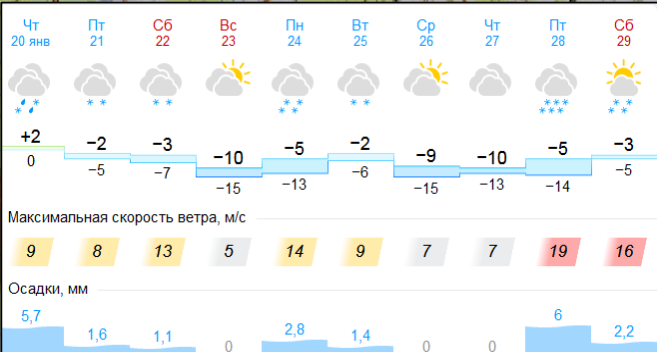 Чт Пт Сб Вс Пн Вт Ср Чт Пт Сб
20 янв 21 22 23 24 25 26 27 28 29
+2 −2 −3 −10 −5 −2 −9 −10 −5 −3
0 −5 −7 −15 −13 −6 −15 −13 −14 −5
Максимальная скорость ветра, м/с
9 8 13 5 14 9 7 7 19 16
Осадки, мм
5,7 1,6 1,1 0 2,8 1,4 0 0 6 2,2